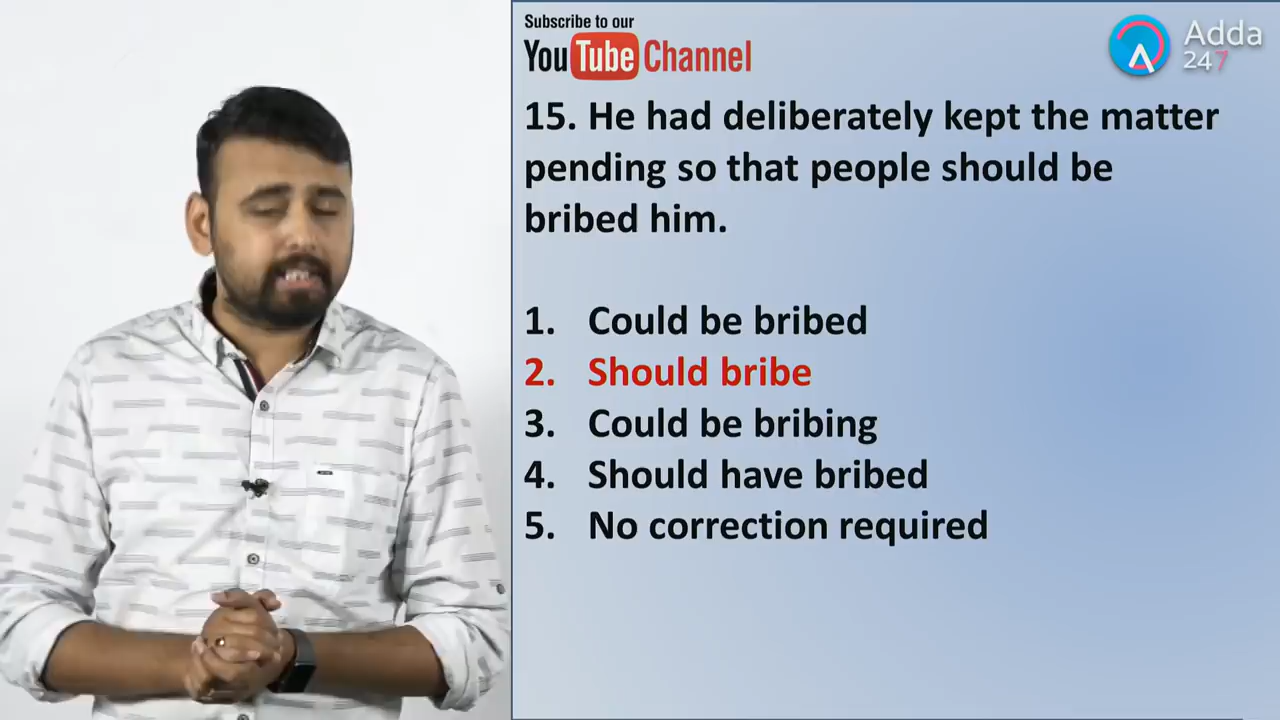 Subscribe to our
YouTube Channel
Adda
247
15. He had deliberately kept the matter
pending so that people should be
bribed him.
1. Could be bribed
2. Should bribe
3. Could be bribing
4. Should have bribed
5. No correction required